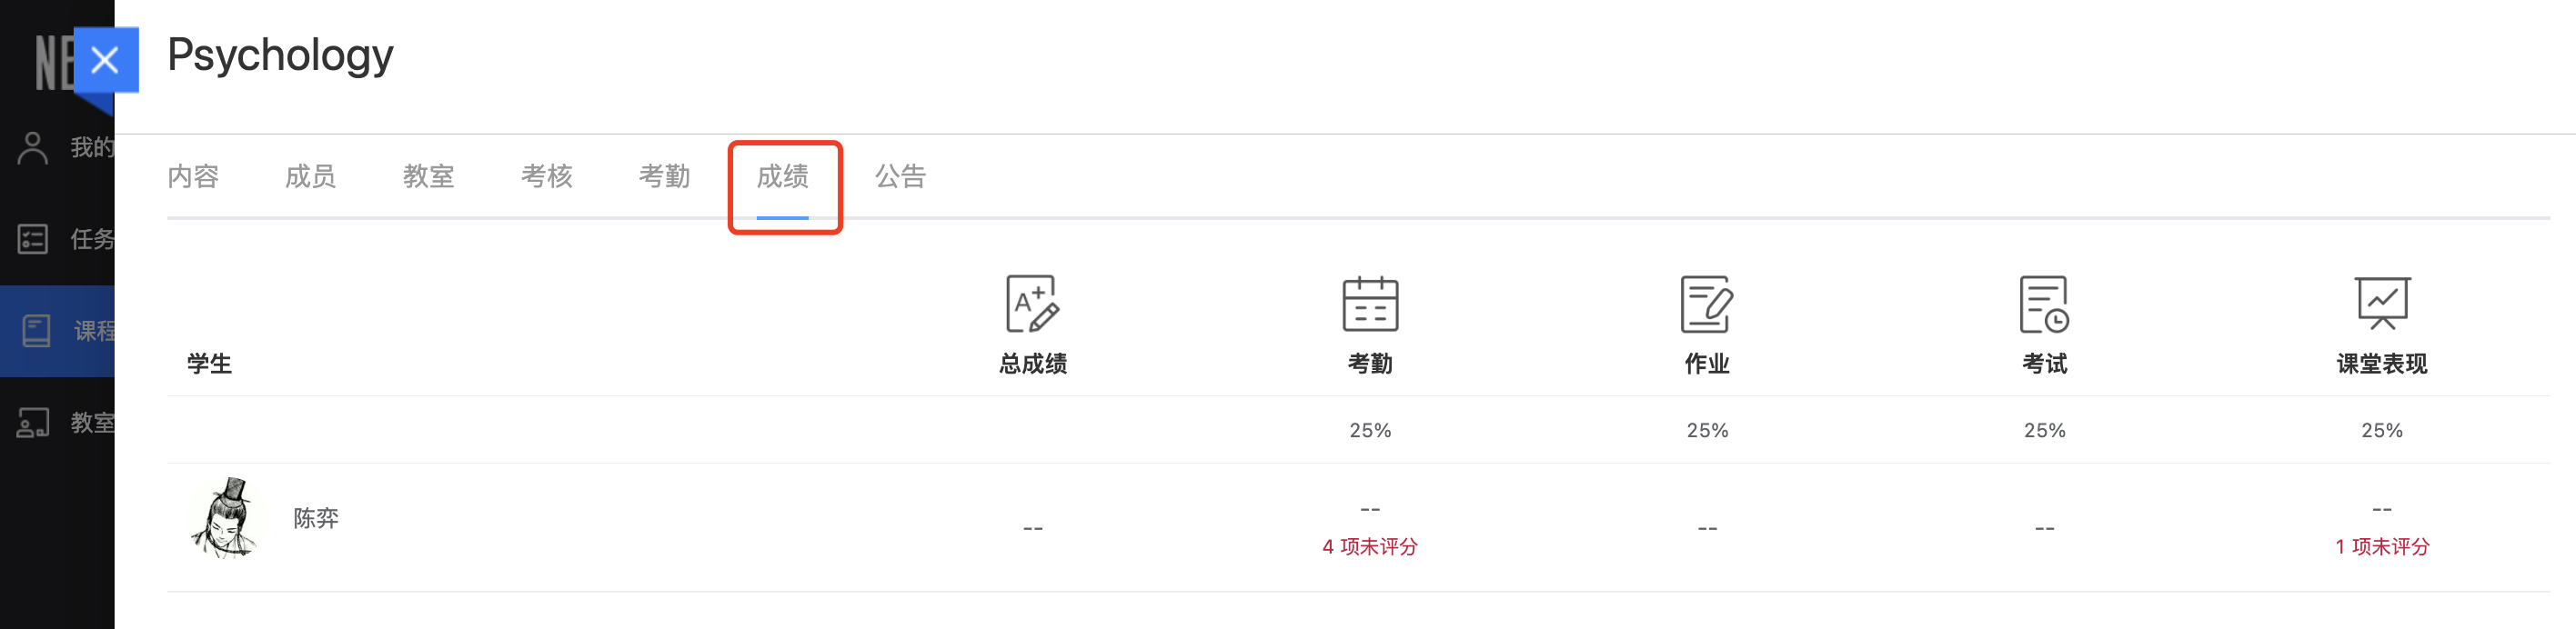 NE
Psychology
我的
任务
课程
教室
内容 成员 教室 考核 考勤 成绩 公告
A+
学生 总成绩 考勤 作业 考试 课堂表现
25% 25% 25% 25%
陈弈 -- -- -- -- --
4 项未评分 1 项未评分